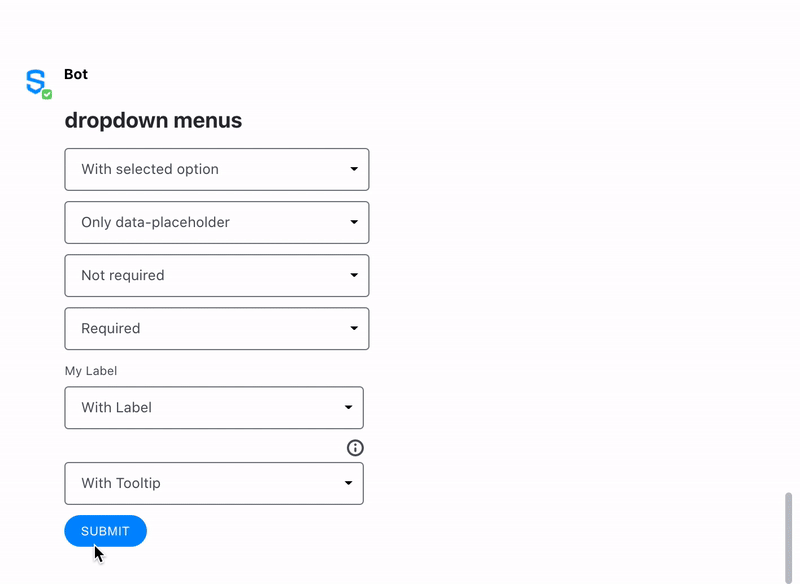 Bot
dropdown menus
With selected option
Only data-placeholder
Not required
Required
My Label
With Label
With Tooltip
SUBMIT